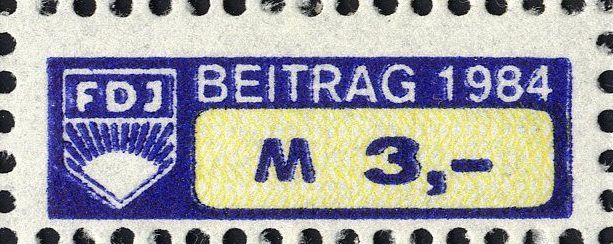 FDJ
BEITRAG 1984
M 3,-